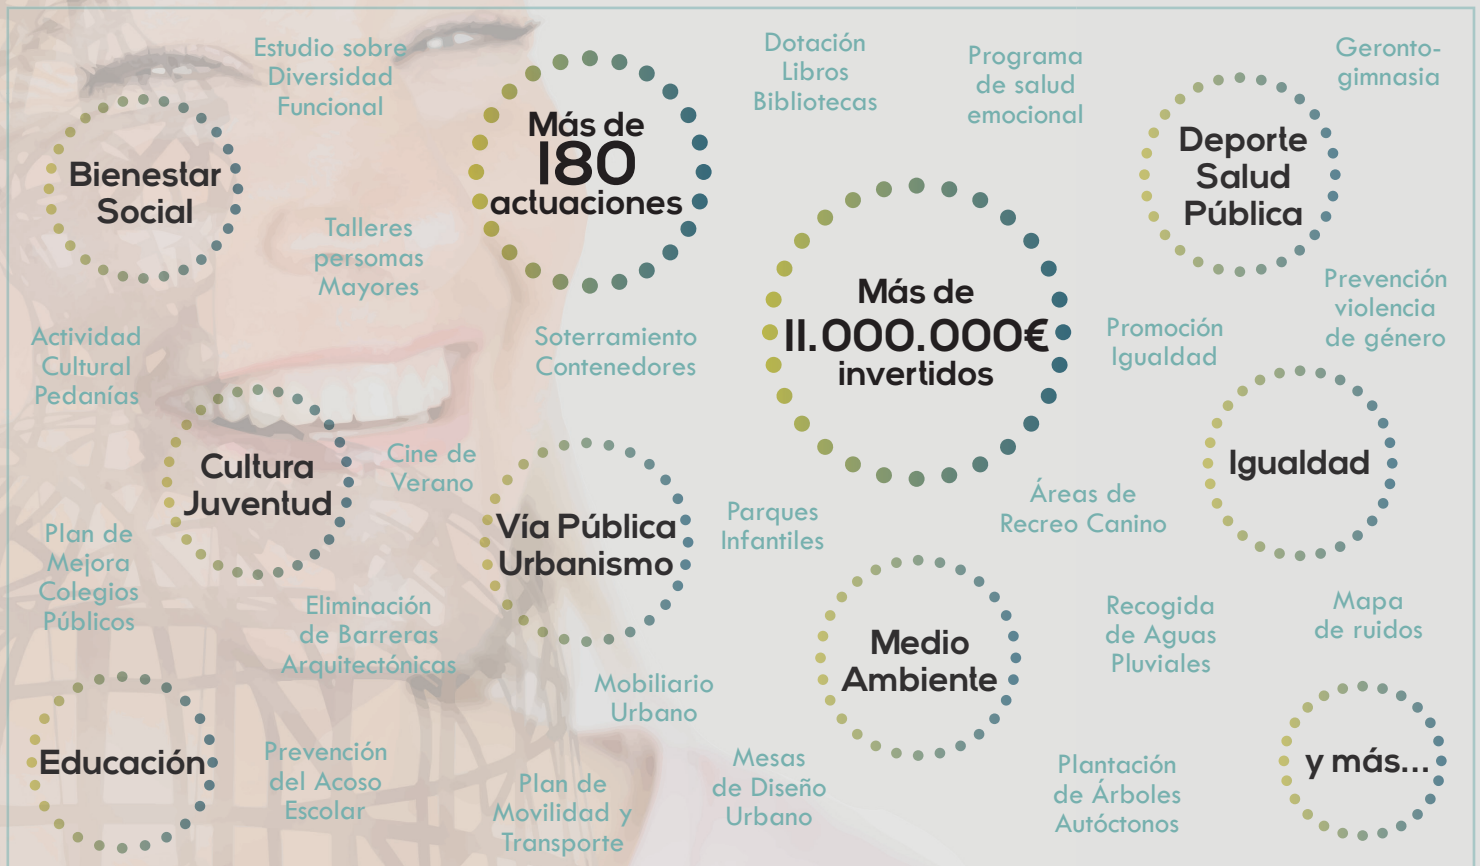 Estudio sobre
Diversidad
Funcional
Dotación
Libros
Bibliotecas
Programa
de salud
emocional
Geronto-
gimnasia
Bienestar
Social
Más de
180
actuaciones
Deporte
Salud
Pública
Talleres
persomas
Mayores
Más de
11.000.000€
invertidos
Prevención
violencia
de género
Actividad
Cultural
Pedanías
Soterramiento
Contenedores
Promoción
Igualdad
Cultura
Juventud
Cine de
Verano
Igualdad
Plan de
Mejora
Colegios
Públicos
Vía Pública
Urbanismo
Parques
Infantiles
Áreas de
Recreo Canino
Eliminación
de Barreras
Arquitectónicas
Medio
Ambiente
Recogida
de Aguas
Pluviales
Mapa
de ruidos
Mobiliario
Urbano
Educación
Prevención
del Acoso
Escolar
Plan de
Movilidad y
Transporte
Mesas
de Diseño
Urbano
Plantación
de Árboles
Autóctonos
y más...